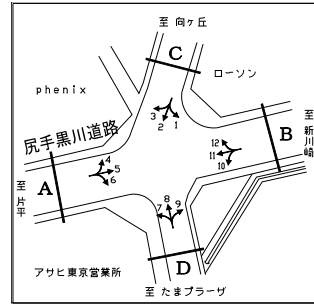 至 向ヶ丘
C
ローソン
phenix
尻手黒川道路
3
2
1
至 新川崎
B
12
11
10
4
5
6
至 片平
A
7
8
9
D
アサヒ東京営業所
至 たまプラーザ